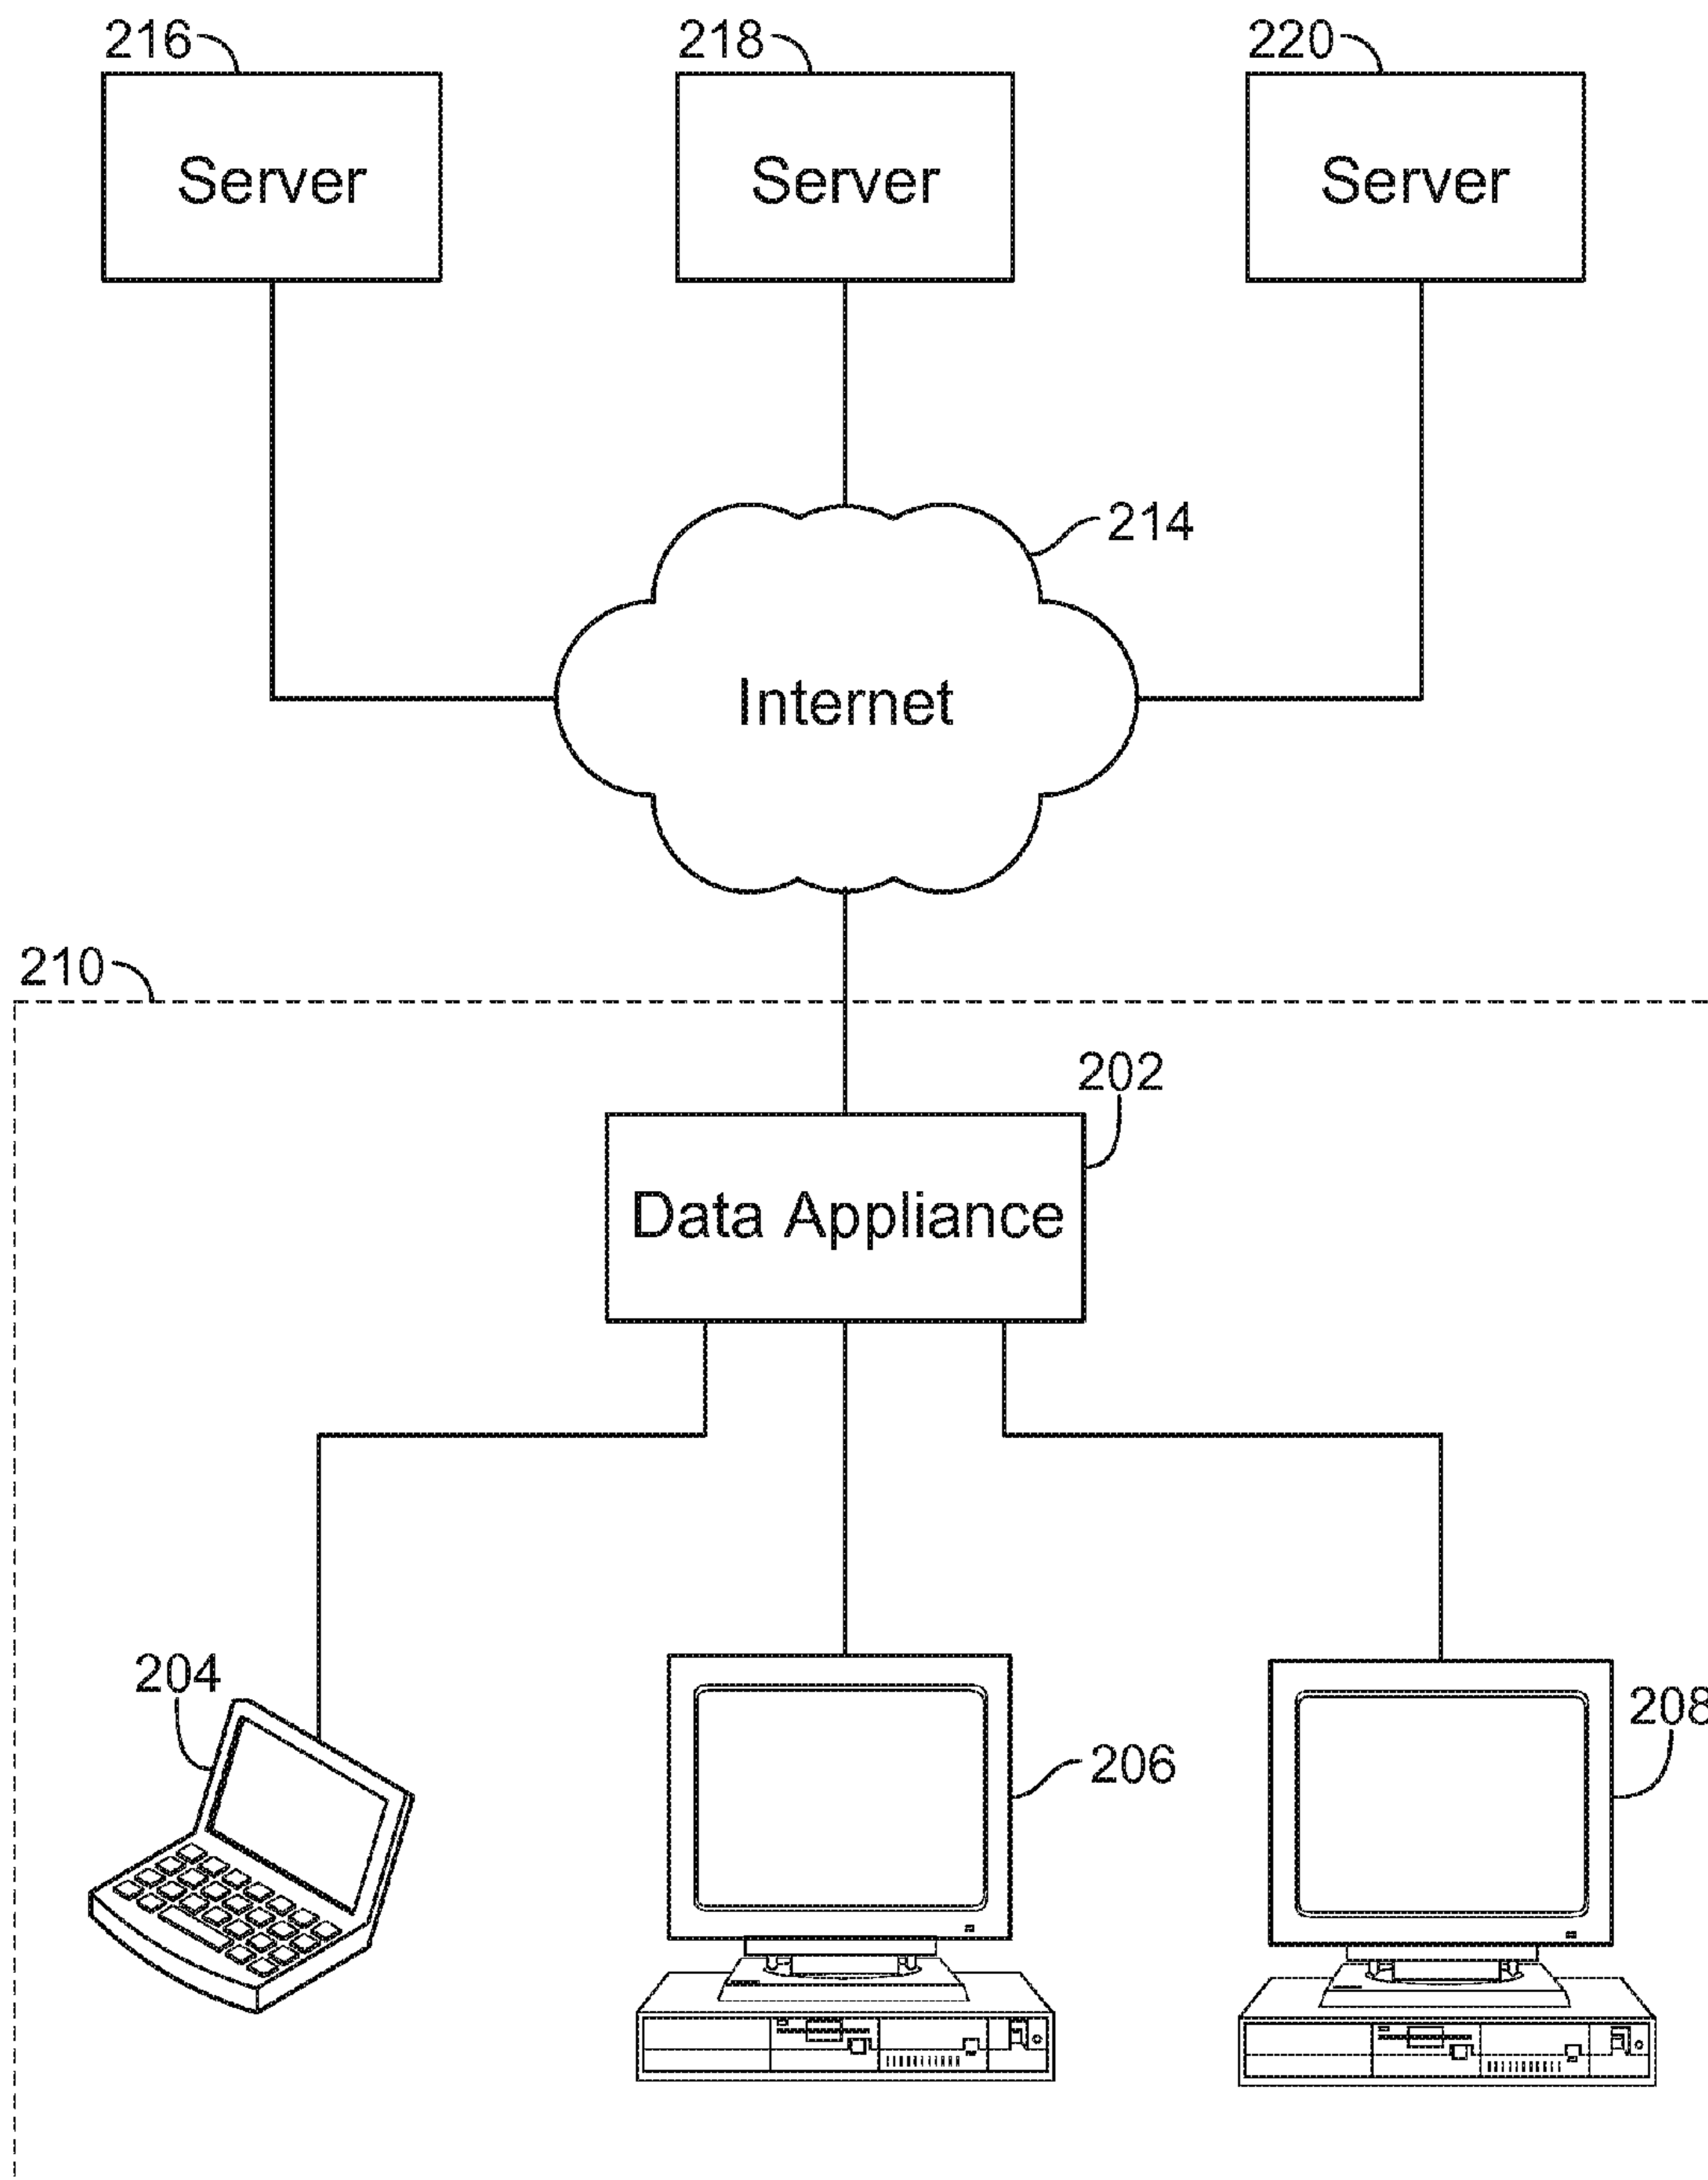 216
218
220
Server
Server
Server
214
Internet
210
202
Data Appliance
204
206
208